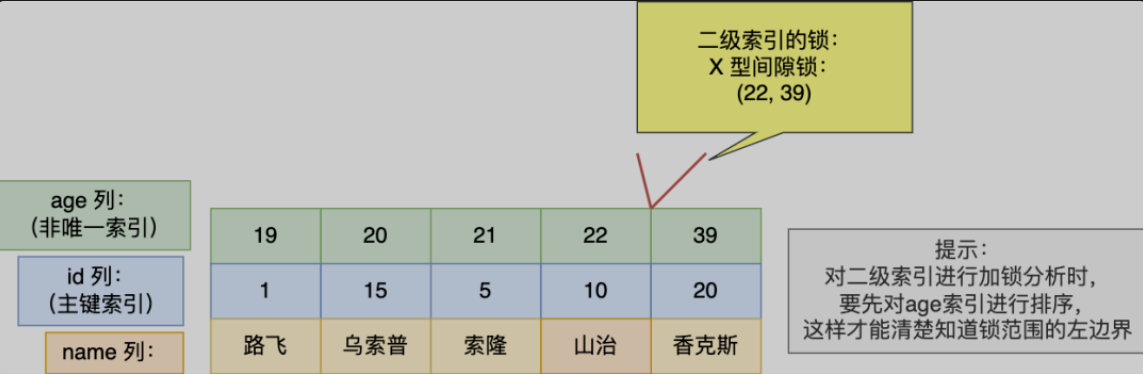 二级索引的锁：
X 型间隙锁：
(22, 39)
age 列：
（非唯一索引）
19 20 21 22 39
id 列：
（主键索引）
1 15 5 10 20
name 列：
路飞 乌索普 索隆 山治 香克斯
提示：
对二级索引进行加锁分析时，
要先对age索引进行排序，
这样才能清楚知道锁范围的左边界